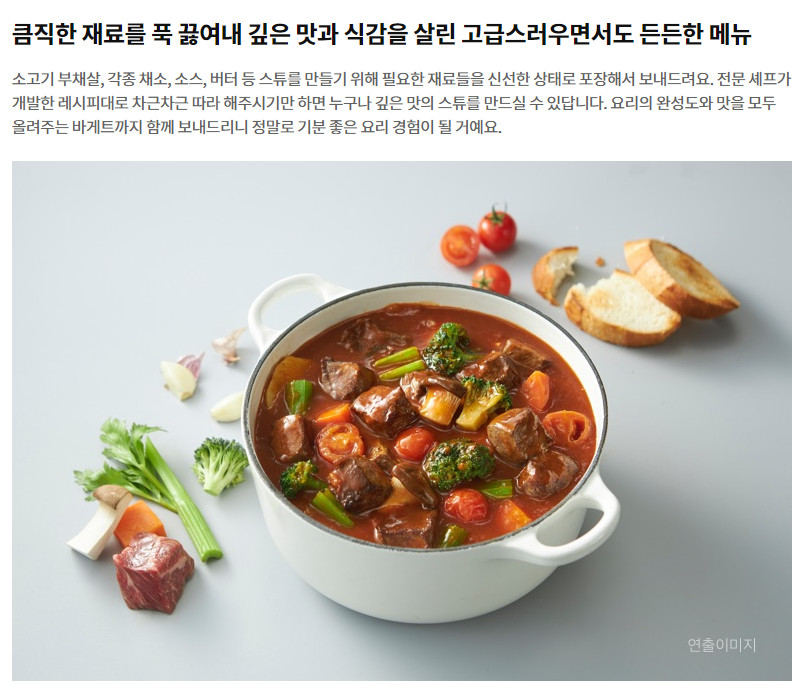 큼직한 재료를 푹 끓여내 깊은 맛과 식감을 살린 고급스러우면서도 든든한 메뉴
소고기 부채살, 각종 채소, 소스, 버터 등 스튜를 만들기 위해 필요한 재료들을 신선한 상태로 포장해서 보내드려요. 전문 셰프가
개발한 레시피대로 차근차근 따라 해주시기만 하면 누구나 깊은 맛의 스튜를 만드실 수 있답니다. 요리의 완성도와 맛을 모두
올려주는 바게트까지 함께 보내드리니 정말로 기분 좋은 요리 경험이 될 거예요.
연출이미지